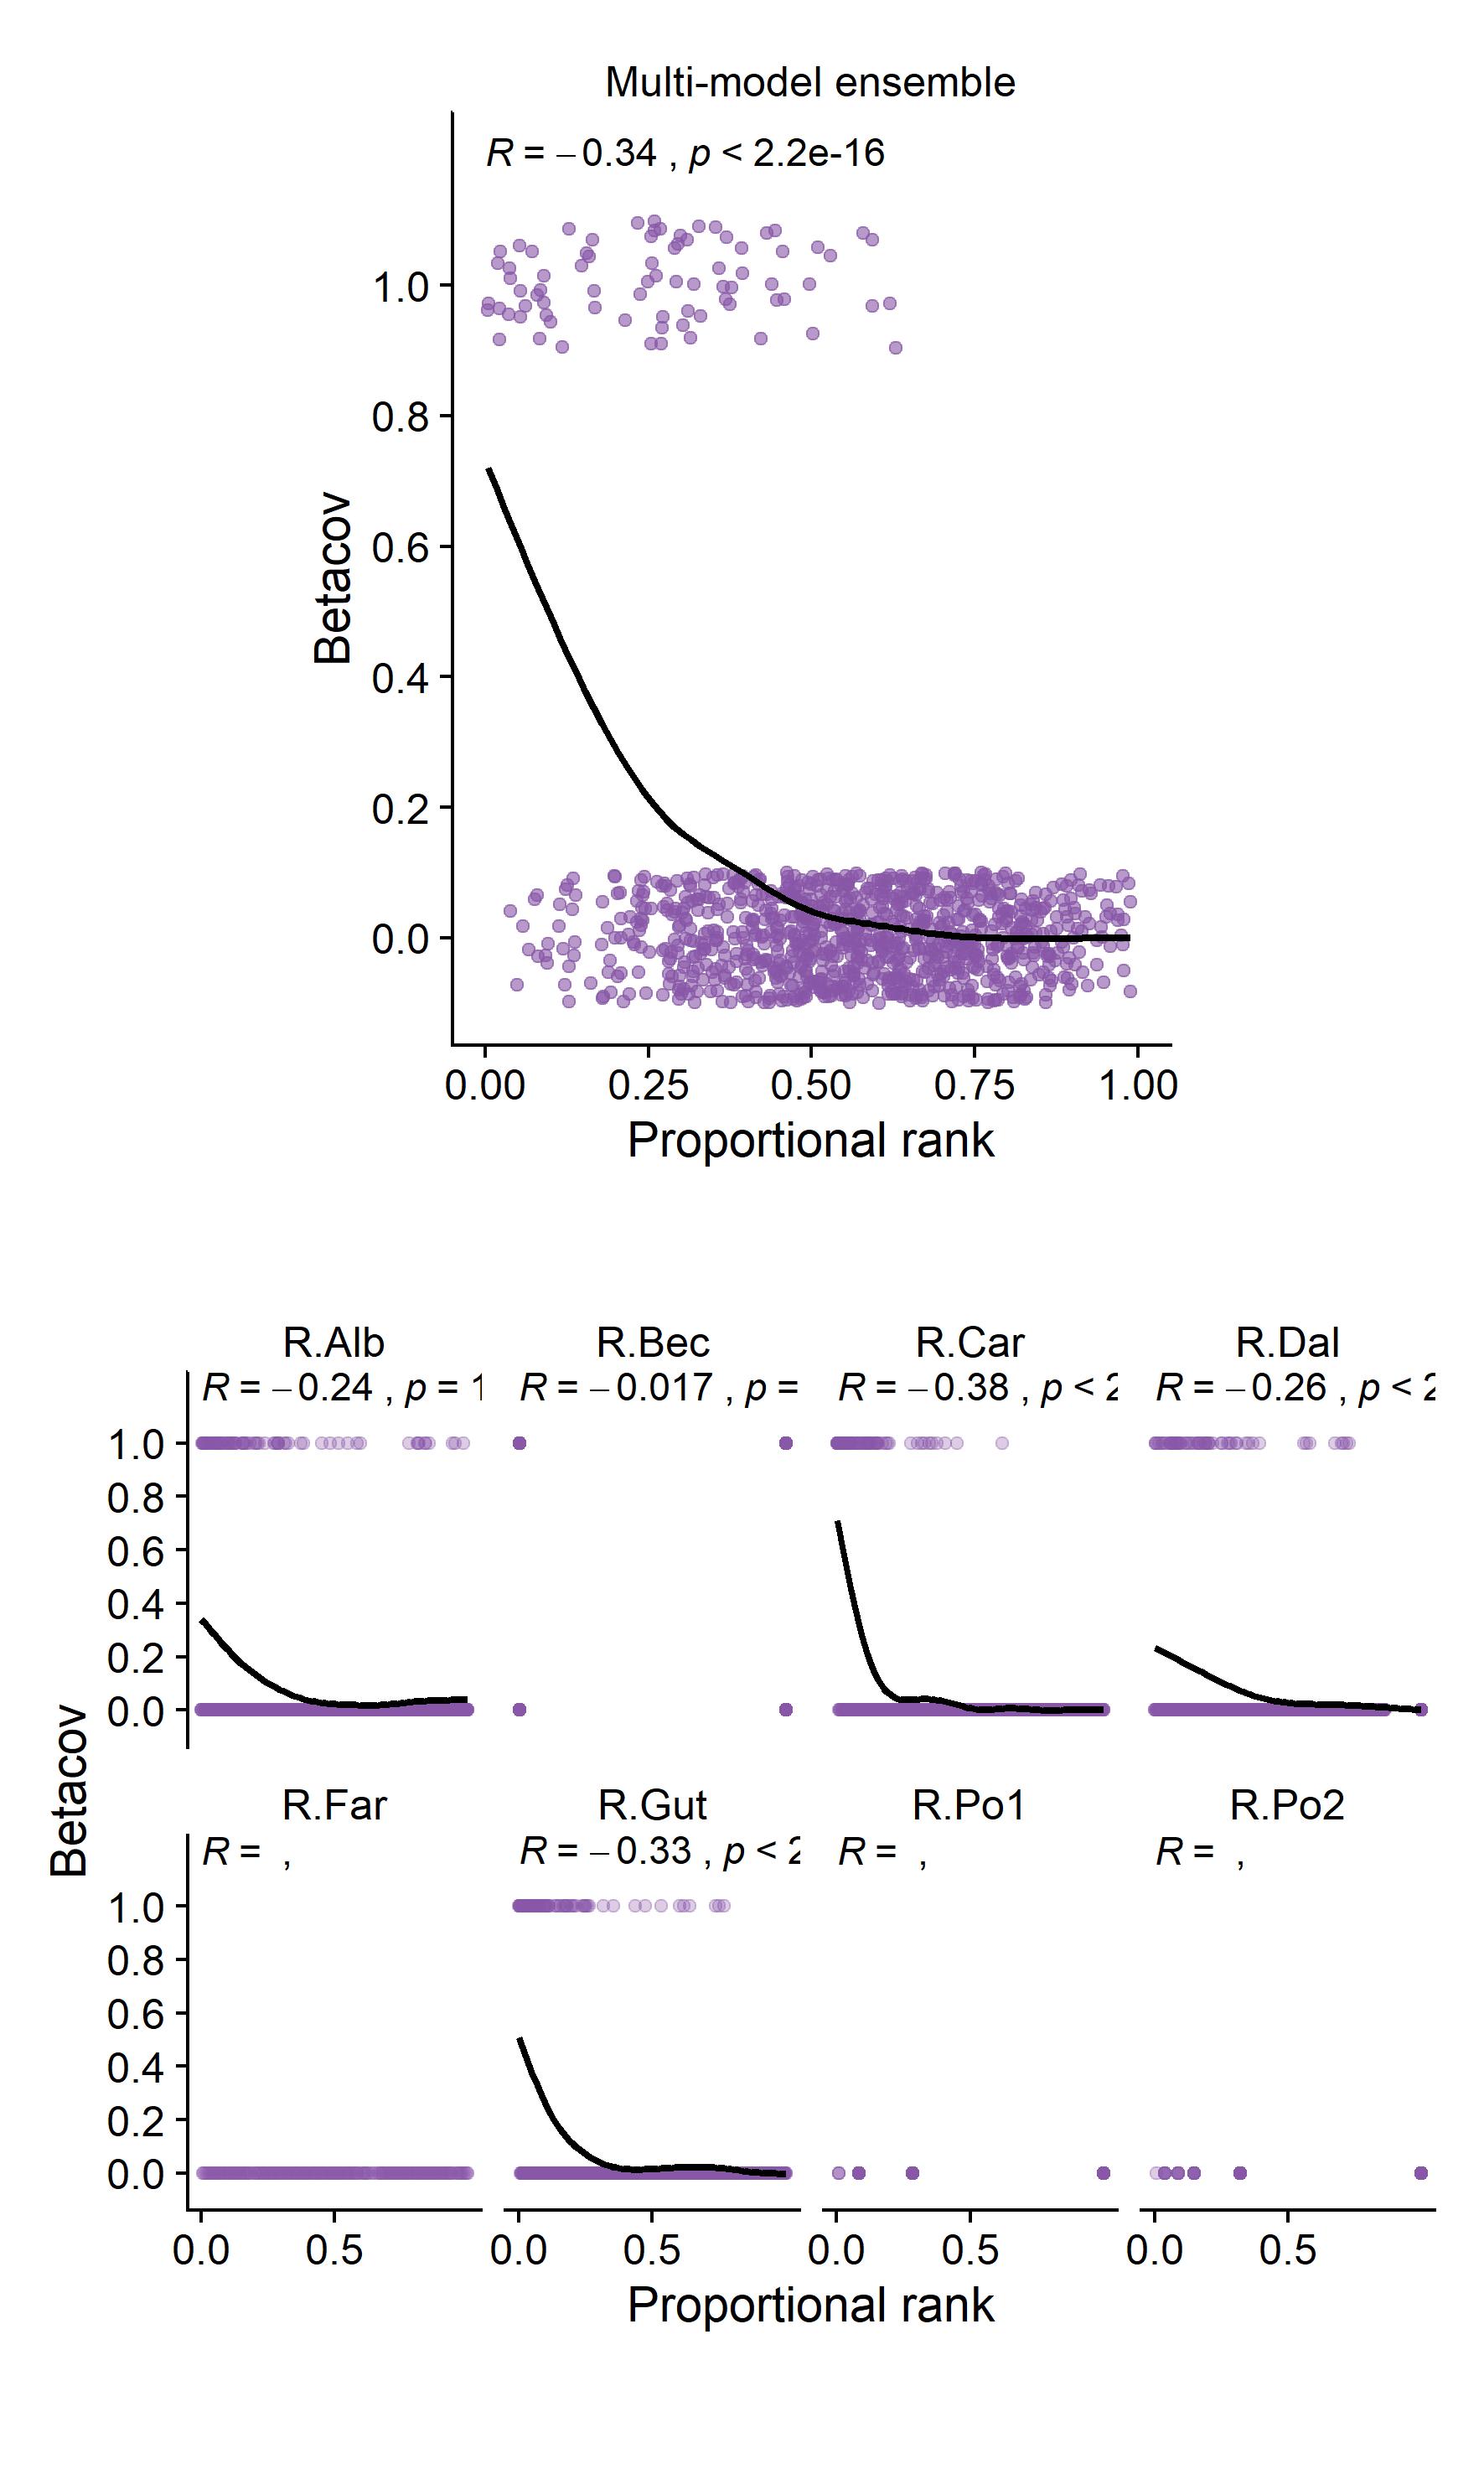 Multi-model ensemble
R = −0.34 , p < 2.2e-16
1.0
0.8
0.6
0.4
0.2
0.0
Betacov
0.00 0.25 0.50 0.75 1.00
Proportional rank
R.Alb R.Bec R.Car R.Dal
R = −0.24 , p = 1 R = −0.017 , p = R = −0.38 , p < 2 R = −0.26 , p < 2
1.0
0.8
0.6
0.4
0.2
0.0
Betacov
R.Far R.Gut R.Po1 R.Po2
R = , R = −0.33 , p < 2 R = , R = ,
1.0
0.8
0.6
0.4
0.2
0.0
0.0 0.5 0.0 0.5 0.0 0.5 0.0 0.5
Proportional rank